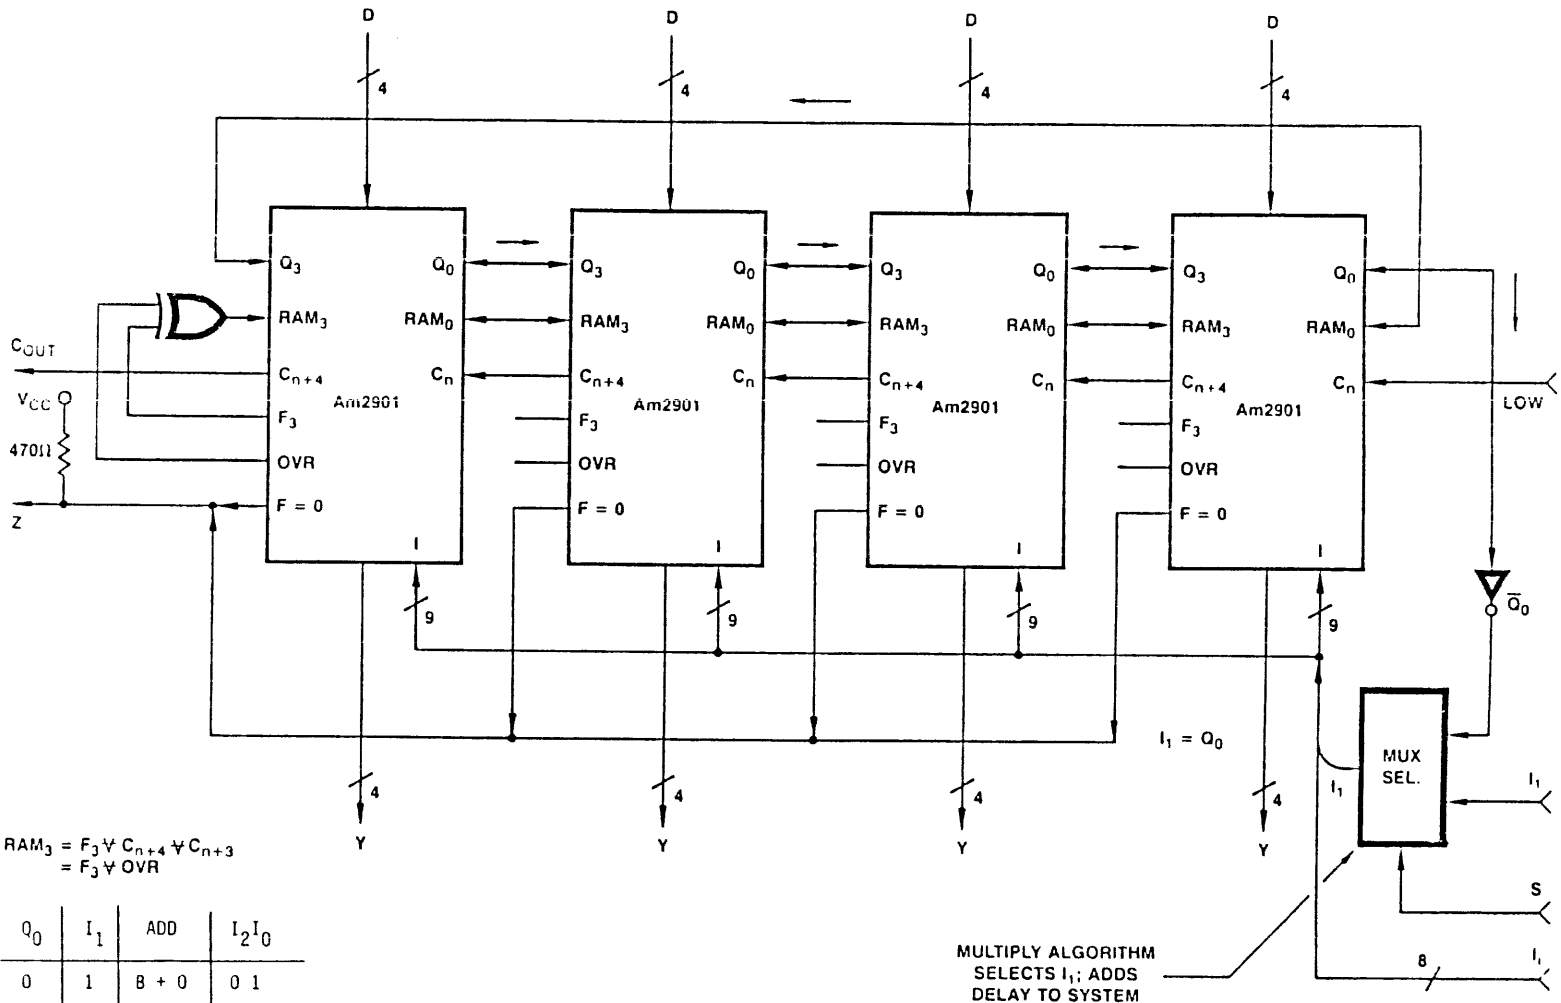 D D D D
4 4 4 4
Q3 Q0 Q3 Q0 Q3 Q0 Q3 Q0
RAM3 RAM0 RAM3 RAM0 RAM3 RAM0 RAM3 RAM0
COUT
Cn+4 Cn Cn+4 Cn Cn+4 Cn Cn+4 Cn
LOW
VCC
Am2901 Am2901 Am2901 Am2901
F3 F3 F3 F3
470Ω
OVR OVR OVR OVR
Z
F = 0 F = 0 F = 0 F = 0
I I I I
9 9 9 9
Q̅0
I1 = Q0
MUX
SEL.
I1
I1
4 4 4 4
Y Y Y Y
RAM3 = F3 ∀ Cn+4 ∀ Cn+3
= F3 ∀ OVR
S
Q0 I1 ADD I2I0
0 1 B + 0 0 1
MULTIPLY ALGORITHM
SELECTS I1; ADDS
DELAY TO SYSTEM
8
Ii